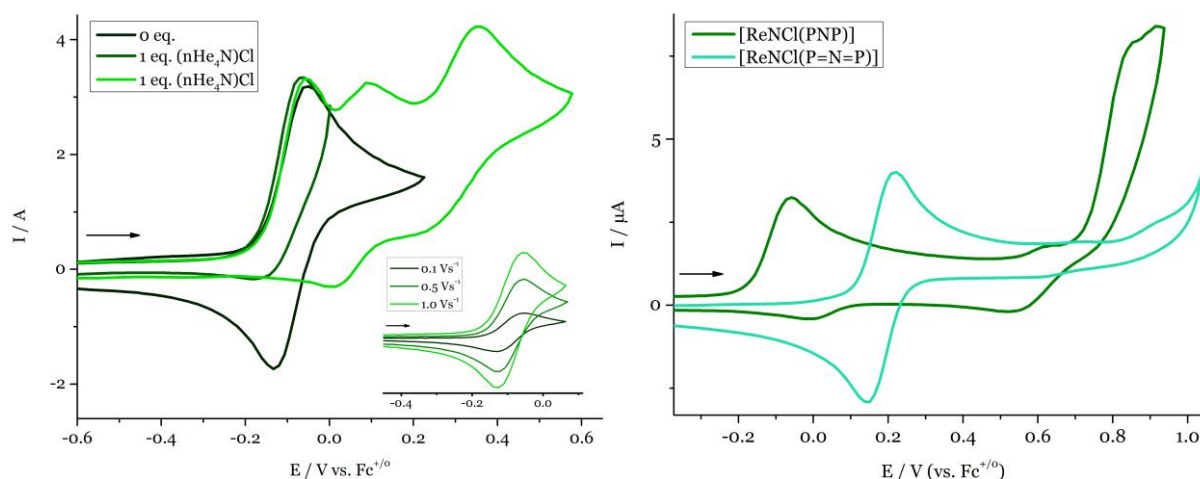 0 eq.
1 eq. (nHe₄N)Cl
1 eq. (nHe₄N)Cl
4
2
0
-2
I / A
0.1 Vs⁻¹
0.5 Vs⁻¹
1.0 Vs⁻¹
-0.4 -0.2 0.0
-0.6 -0.4 -0.2 0.0 0.2 0.4 0.6
E / V vs. Fc⁺ᐟ⁰
[ReNCl(PNP)]
[ReNCl(P=N=P)]
5
0
I / µA
-0.2 0.0 0.2 0.4 0.6 0.8 1.0
E / V (vs. Fc⁺ᐟ⁰)